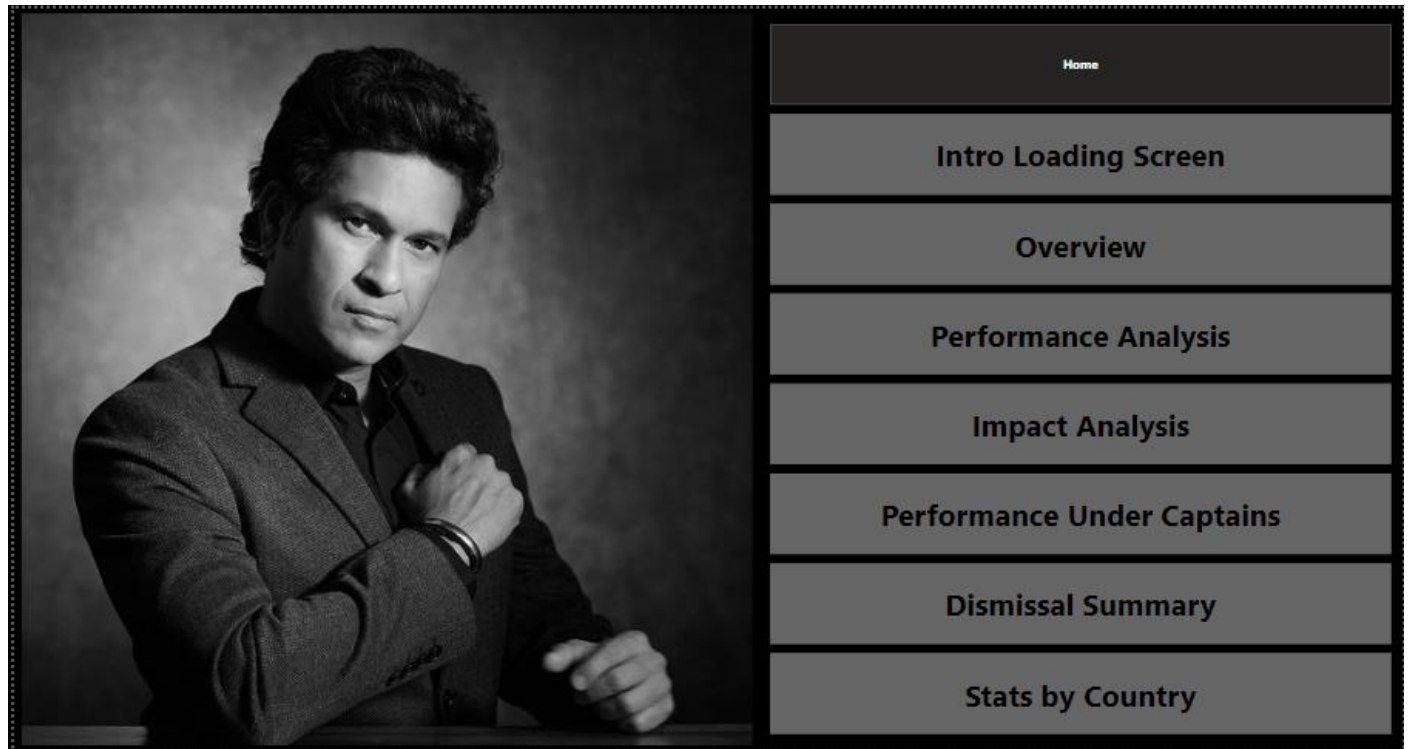 Home
Intro Loading Screen
Overview
Performance Analysis
Impact Analysis
Performance Under Captains
Dismissal Summary
Stats by Country